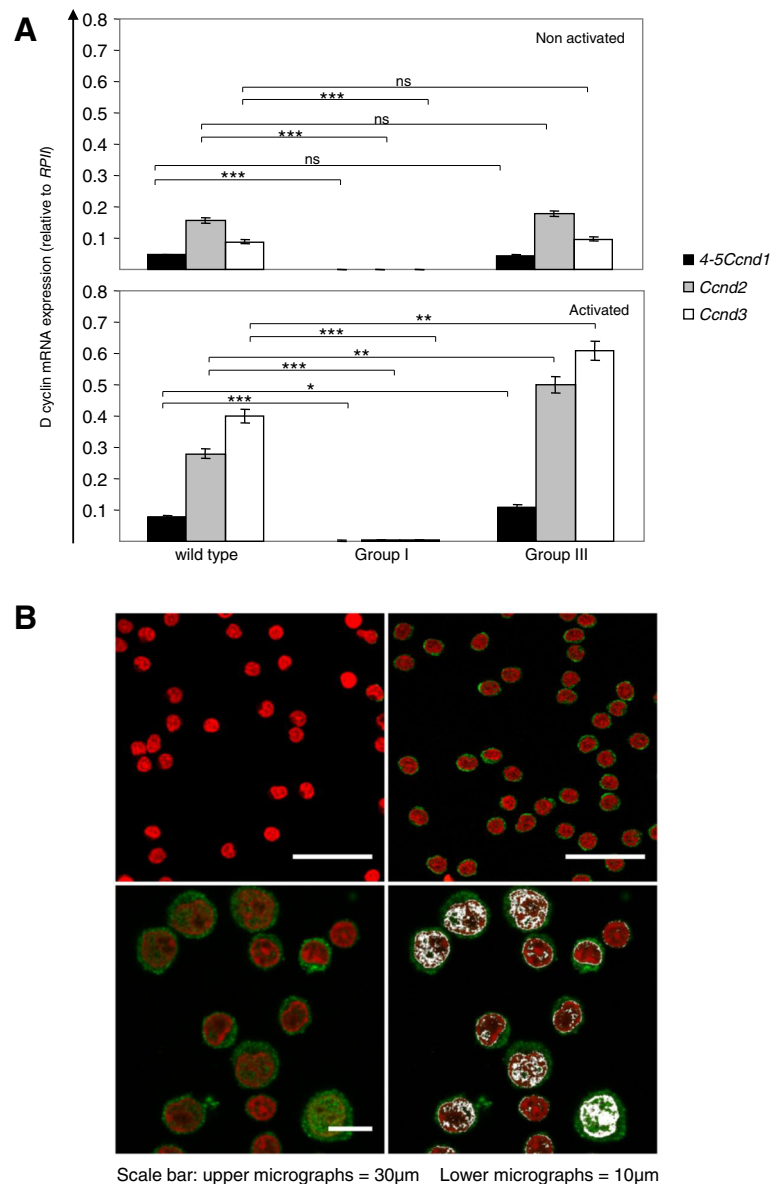 A
D cyclin mRNA expression (relative to RPII)
0.8
0.7
0.6
0.5
0.4
0.3
0.2
0.1
Non activated
ns
***
ns
***
ns
***
0.8
0.7
0.6
0.5
0.4
0.3
0.2
0.1
Activated
**
***
**
***
*
***
wild type Group I Group III
4-5Ccnd1
Ccnd2
Ccnd3
B
Scale bar: upper micrographs = 30µm Lower micrographs = 10µm